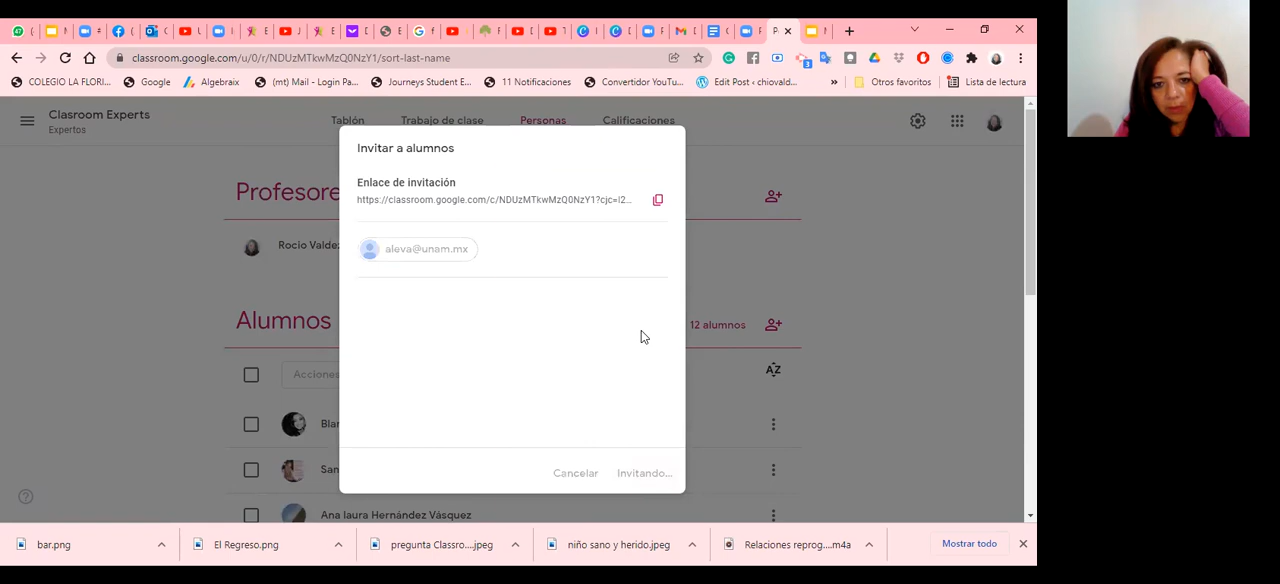 classroom.google.com/u/0/r/NDUzMTkwMzQ0NzY1/sort-last-name
COLEGIO LA FLORI... Google Algebraix (mt) Mail - Login Pa... Journeys Student E... 11 Notificaciones Convertidor YouTu... Edit Post ‹ chiovald... » Otros favoritos Lista de lectura
Classroom Experts
Expertos
Tablón Trabajo de clase Personas Calificaciones
Invitar a alumnos
Enlace de invitación
https://classroom.google.com/c/NDUzMTkwMzQ0NzY1?cjc=l2...
aleva@unam.mx
Profesore
Rocio Valde
Alumnos
12 alumnos
Acciones
AZ
Bla
San
Ana laura Hernández Vásquez
Cancelar Invitando...
bar.png El Regreso.png pregunta Classro....jpeg niño sano y herido.jpeg Relaciones reprog....m4a Mostrar todo